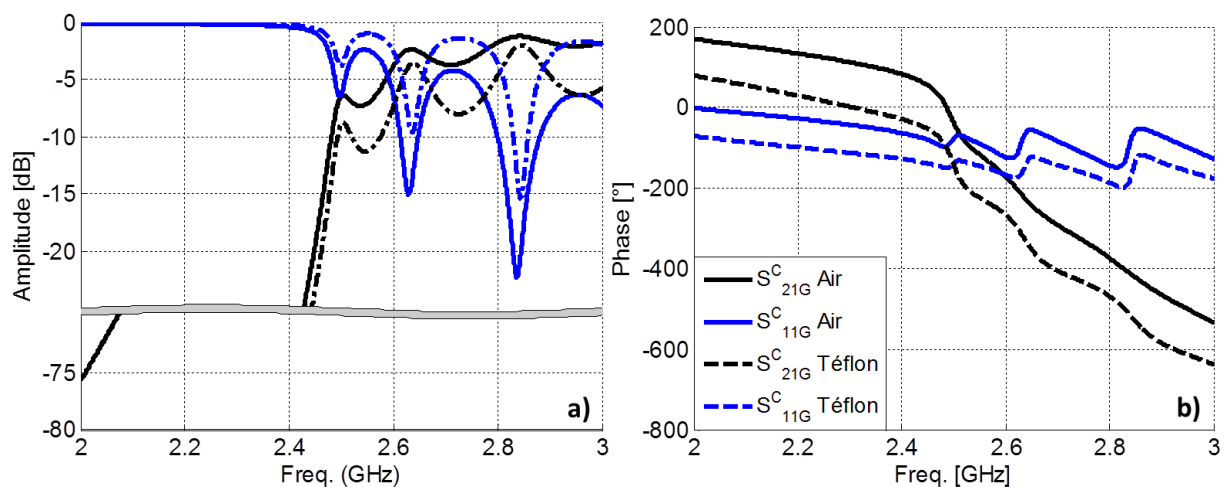 0
-5
-10
-15
-20
-75
-80
Amplitude [dB]
2 2.2 2.4 2.6 2.8 3
Freq. (GHz)
a)
200
0
-200
-400
-600
-800
Phase [°]
S^C_21G Air
S^C_11G Air
S^C_21G Téflon
S^C_11G Téflon
2 2.2 2.4 2.6 2.8 3
Freq. [GHz]
b)